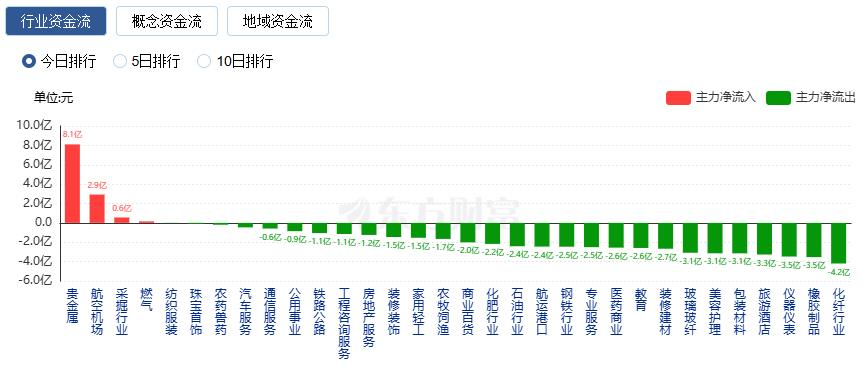 行业资金流 概念资金流 地域资金流
今日排行 5日排行 10日排行
单位:元 主力净流入 主力净流出
10.0亿
8.0亿
6.0亿
4.0亿
2.0亿
0.0
-2.0亿
-4.0亿
-6.0亿
8.1亿
2.9亿
0.6亿
-0.6亿
-0.9亿
-1.1亿
-1.1亿
-1.2亿
-1.5亿
-1.5亿
-1.7亿
-2.0亿
-2.2亿
-2.4亿
-2.4亿
-2.5亿
-2.5亿
-2.6亿
-2.6亿
-2.7亿
-3.1亿
-3.1亿
-3.1亿
-3.3亿
-3.5亿
-3.5亿
-4.2亿
东方财富
贵金属
航空机场
采掘行业
燃气
纺织服装
珠宝首饰
农药兽药
汽车服务
通信服务
公用事业
铁路公路
工程咨询服务
房地产服务
装修装饰
家用轻工
农牧饲渔
商业百货
化肥行业
石油行业
航运港口
钢铁行业
专业服务
医药商业
教育
装修建材
玻璃玻纤
美容护理
包装材料
旅游酒店
仪器仪表
橡胶制品
化纤行业